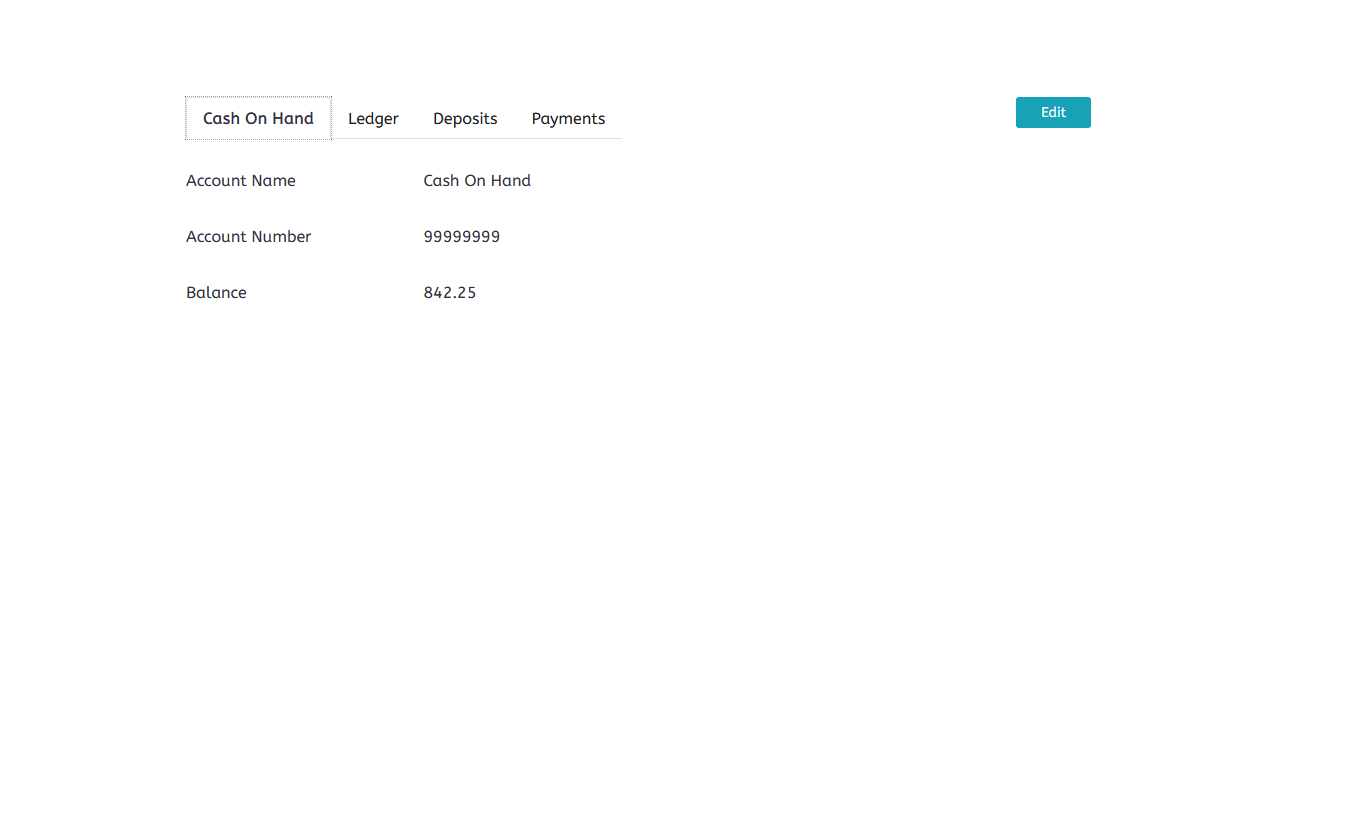 Cash On Hand Ledger Deposits Payments Edit
Account Name Cash On Hand
Account Number 99999999
Balance 842.25